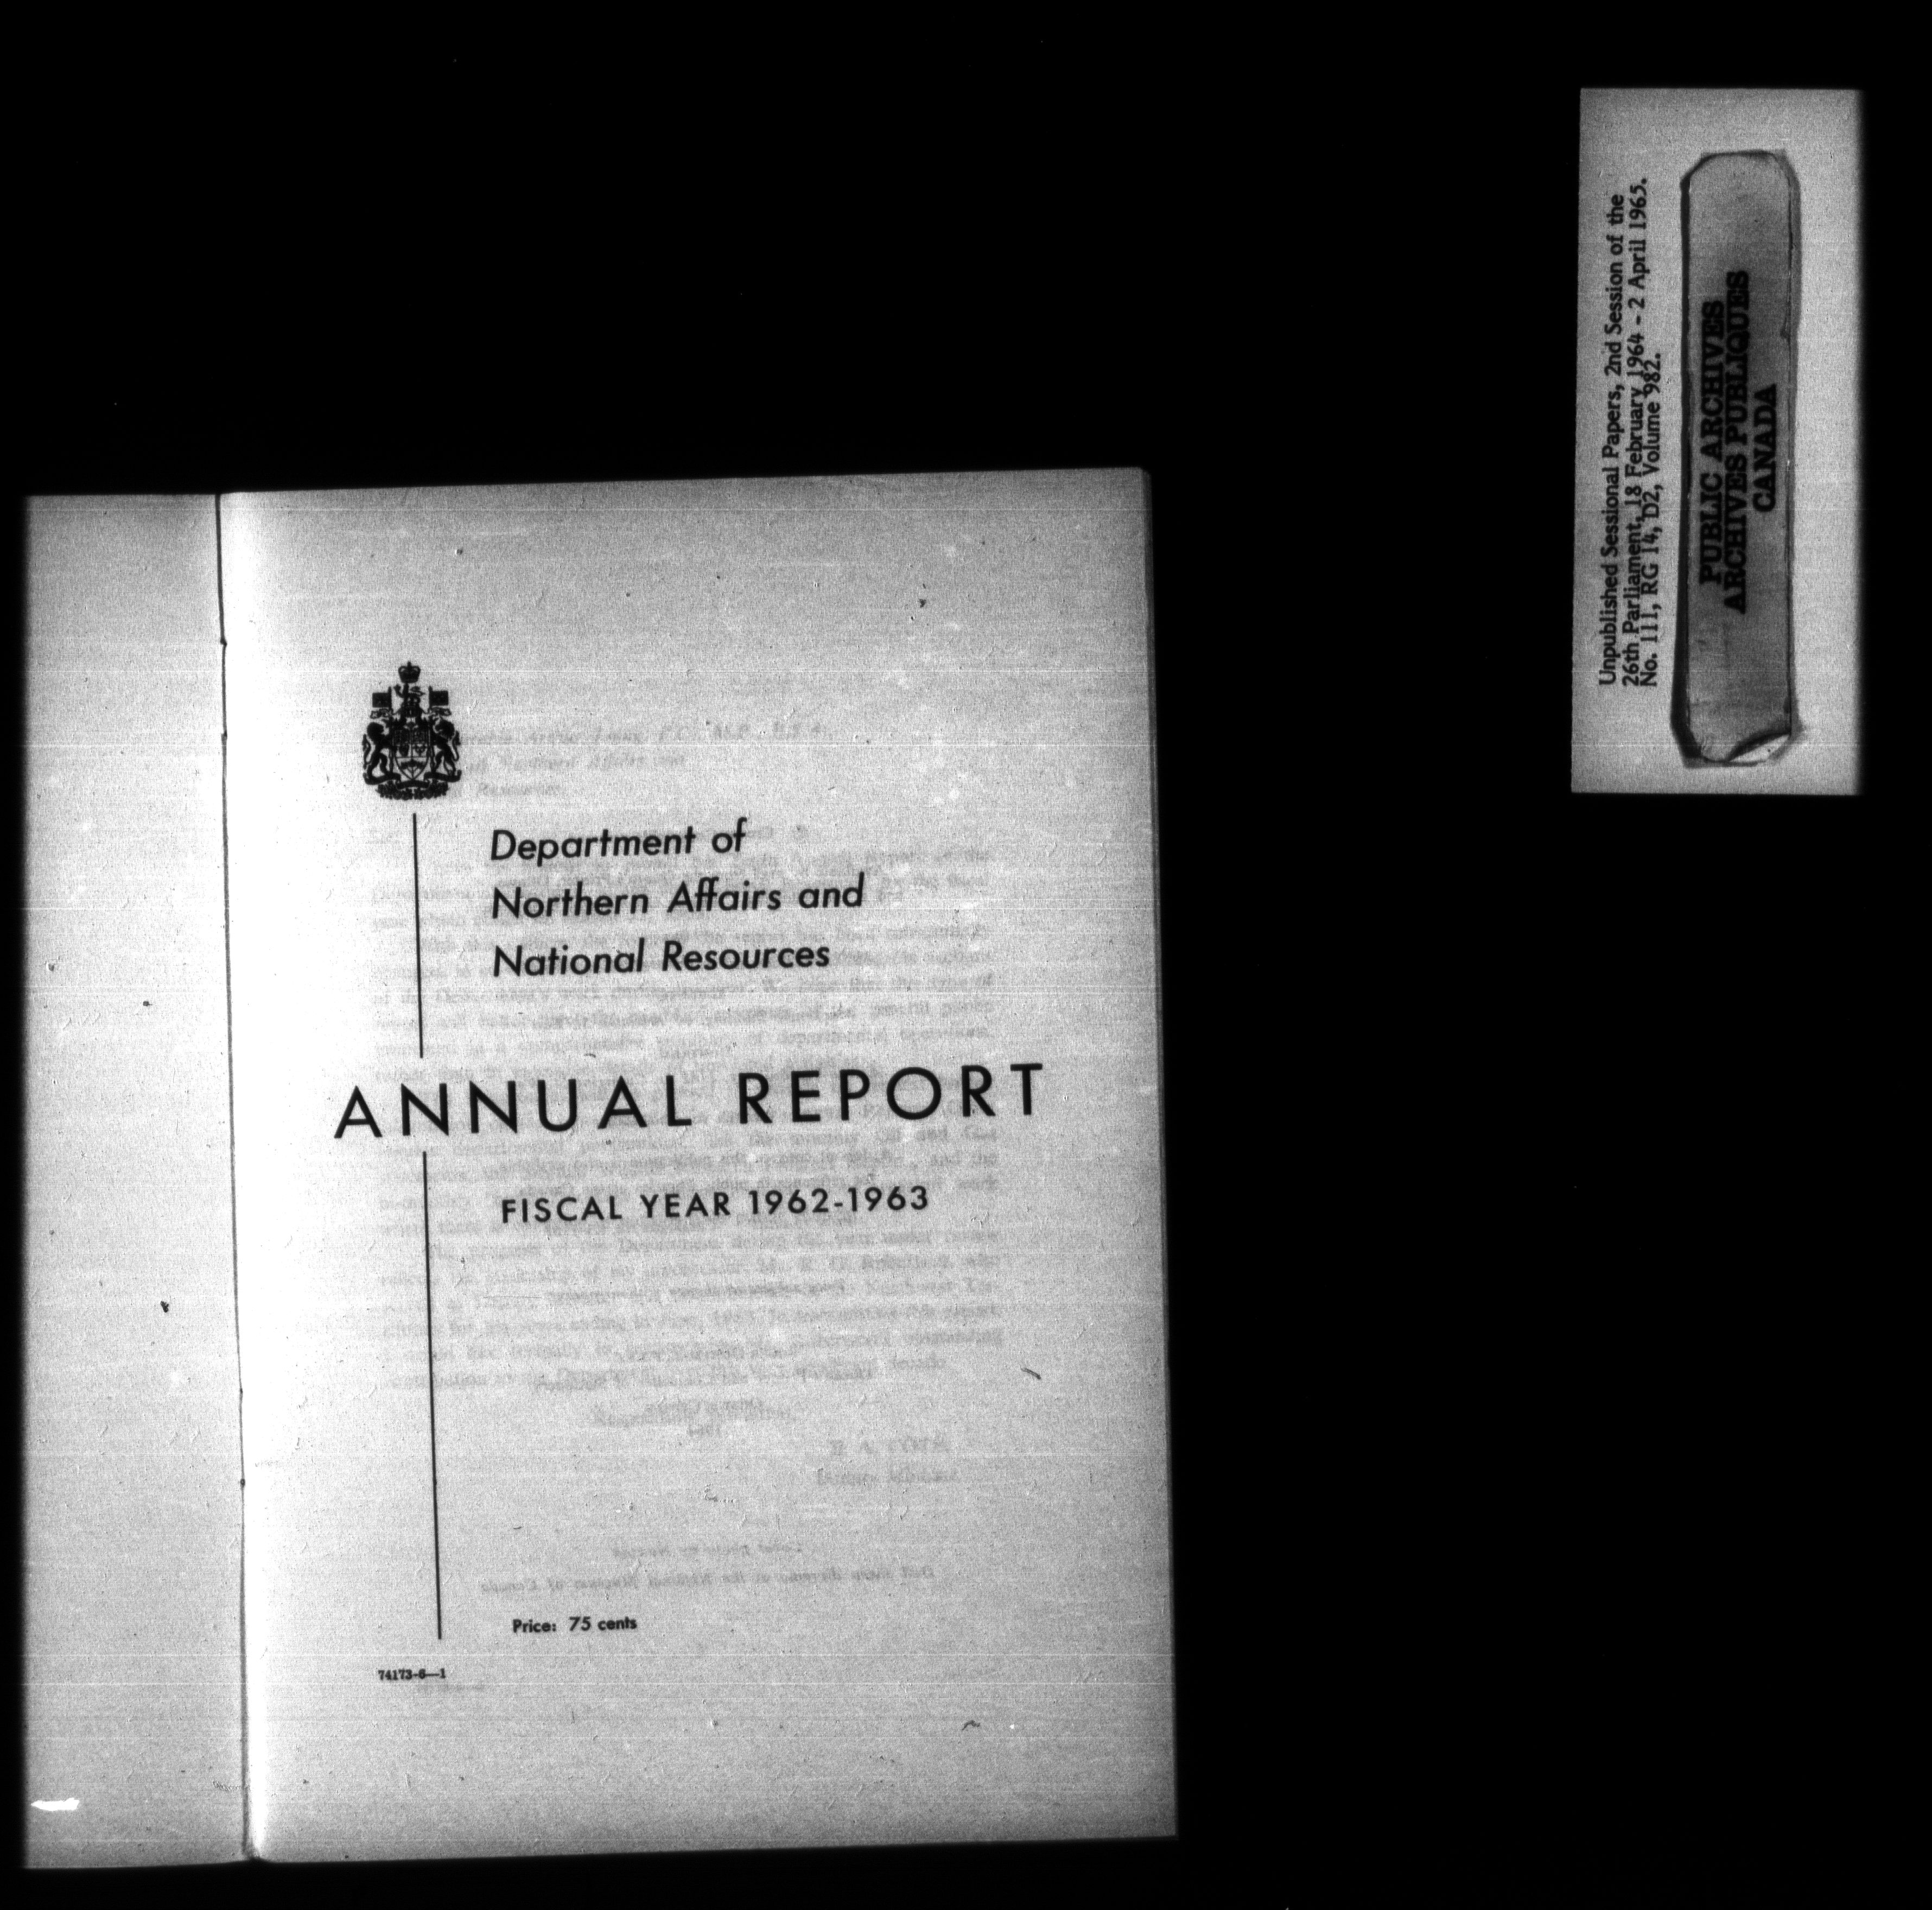 Department of
Northern Affairs and
National Resources
ANNUAL REPORT
FISCAL YEAR 1962-1963
Price: 75 cents
74173-6—1
Unpublished Sessional Papers, 2nd Session of the
26th Parliament, 18 February 1964 - 2 April 1965.
No. 111, RG 14, D2, Volume 982.
PUBLIC ARCHIVES
ARCHIVES PUBLIQUES
CANADA